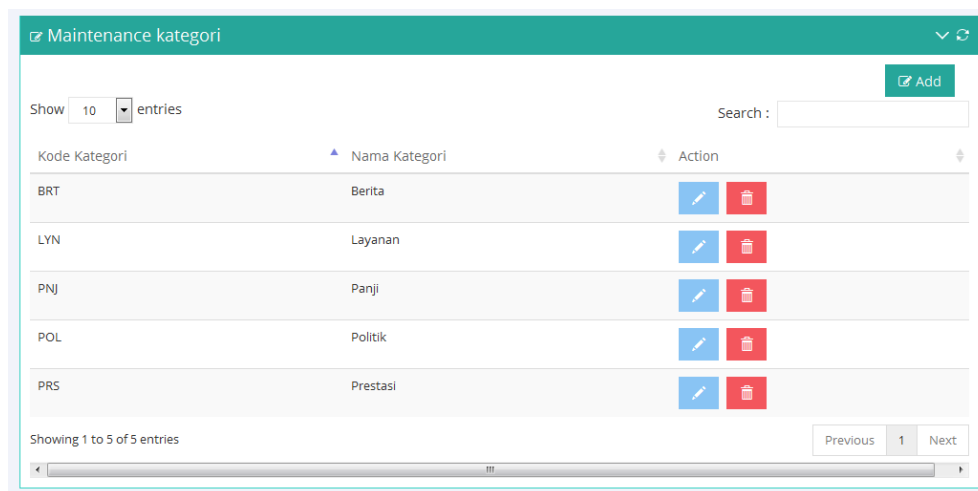 Maintenance kategori
Add
Show 10 entries
Search :
Kode Kategori Nama Kategori Action
BRT Berita
LYN Layanan
PNJ Panji
POL Politik
PRS Prestasi
Showing 1 to 5 of 5 entries
Previous 1 Next